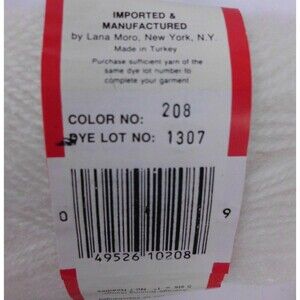 IMPORTED &
MANUFACTURED
by Lana Moro, New York, N.Y.
Made in Turkey
Purchase sufficient yarn of the
same dye lot number to
complete your garment
COLOR NO: 208
DYE LOT NO: 1307
0 9
49526 10208